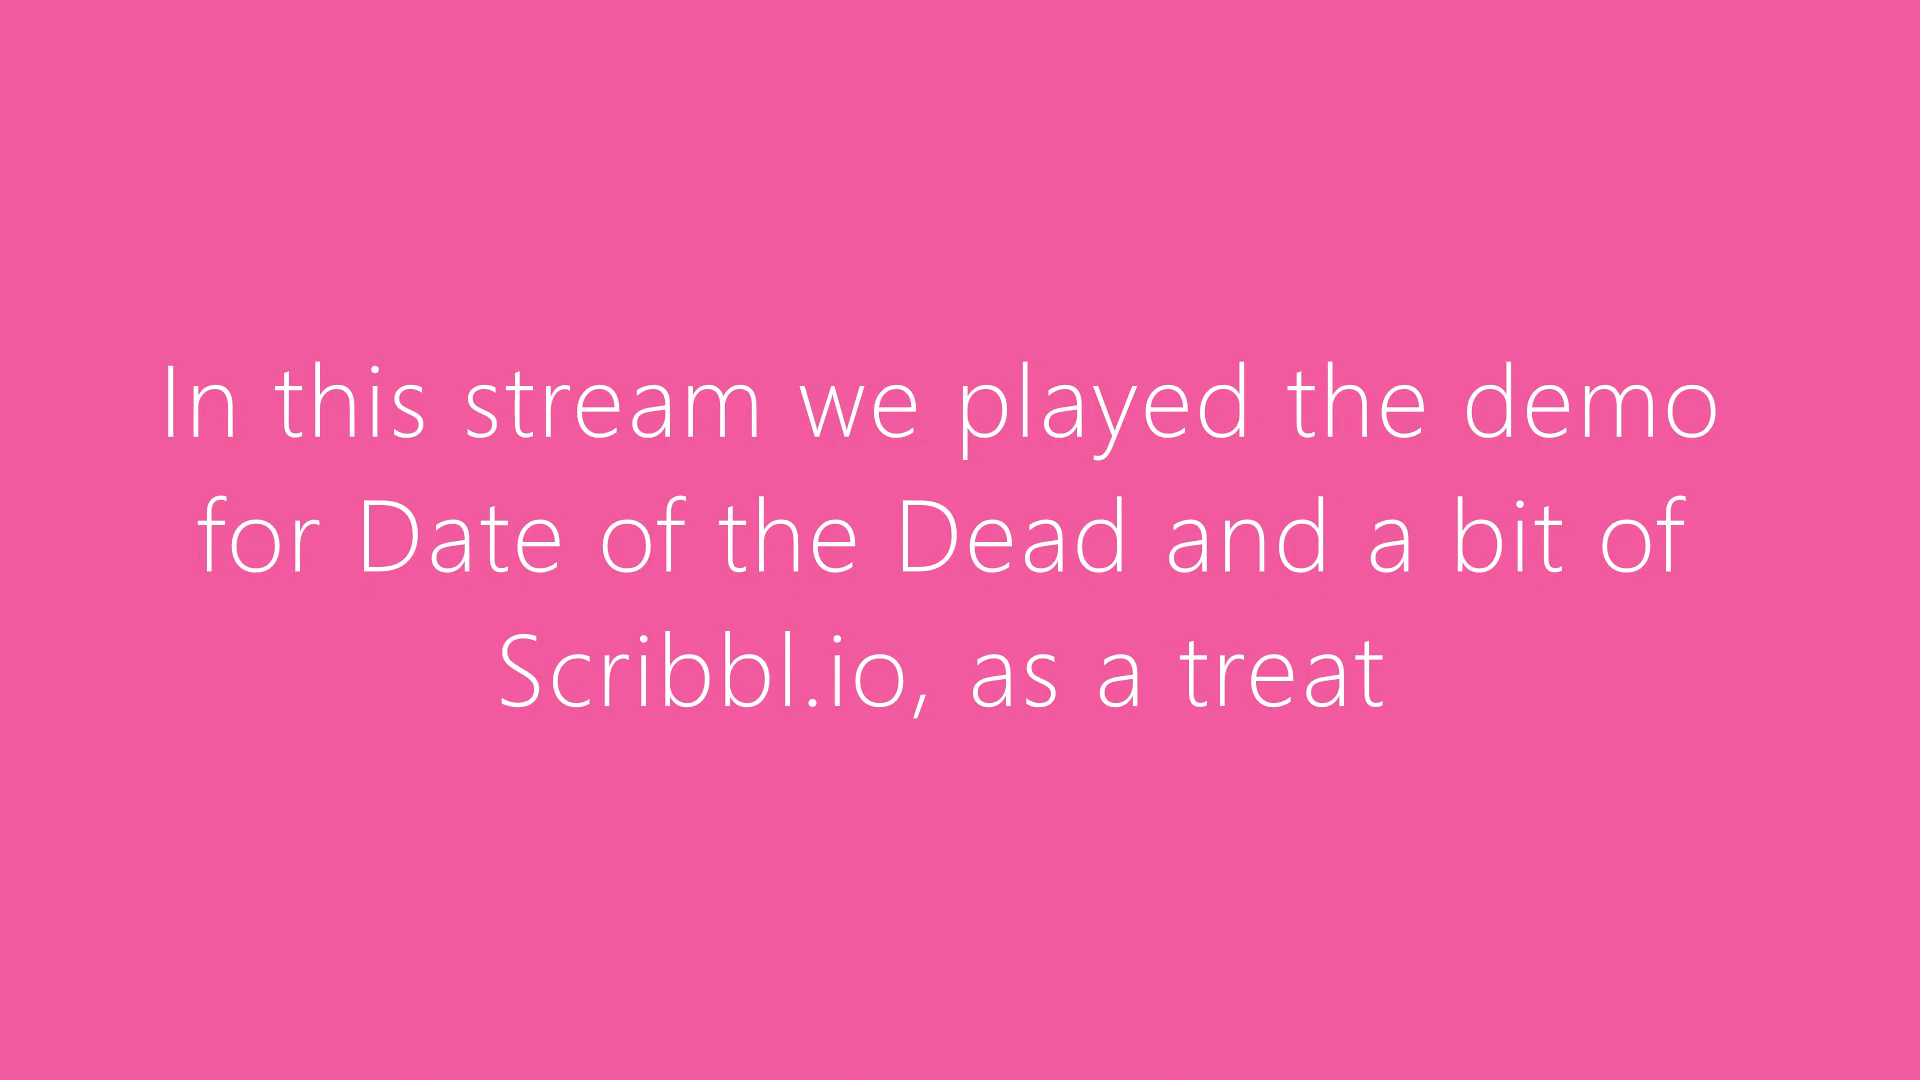 In this stream we played the demo
for Date of the Dead and a bit of
Scribbl.io, as a treat